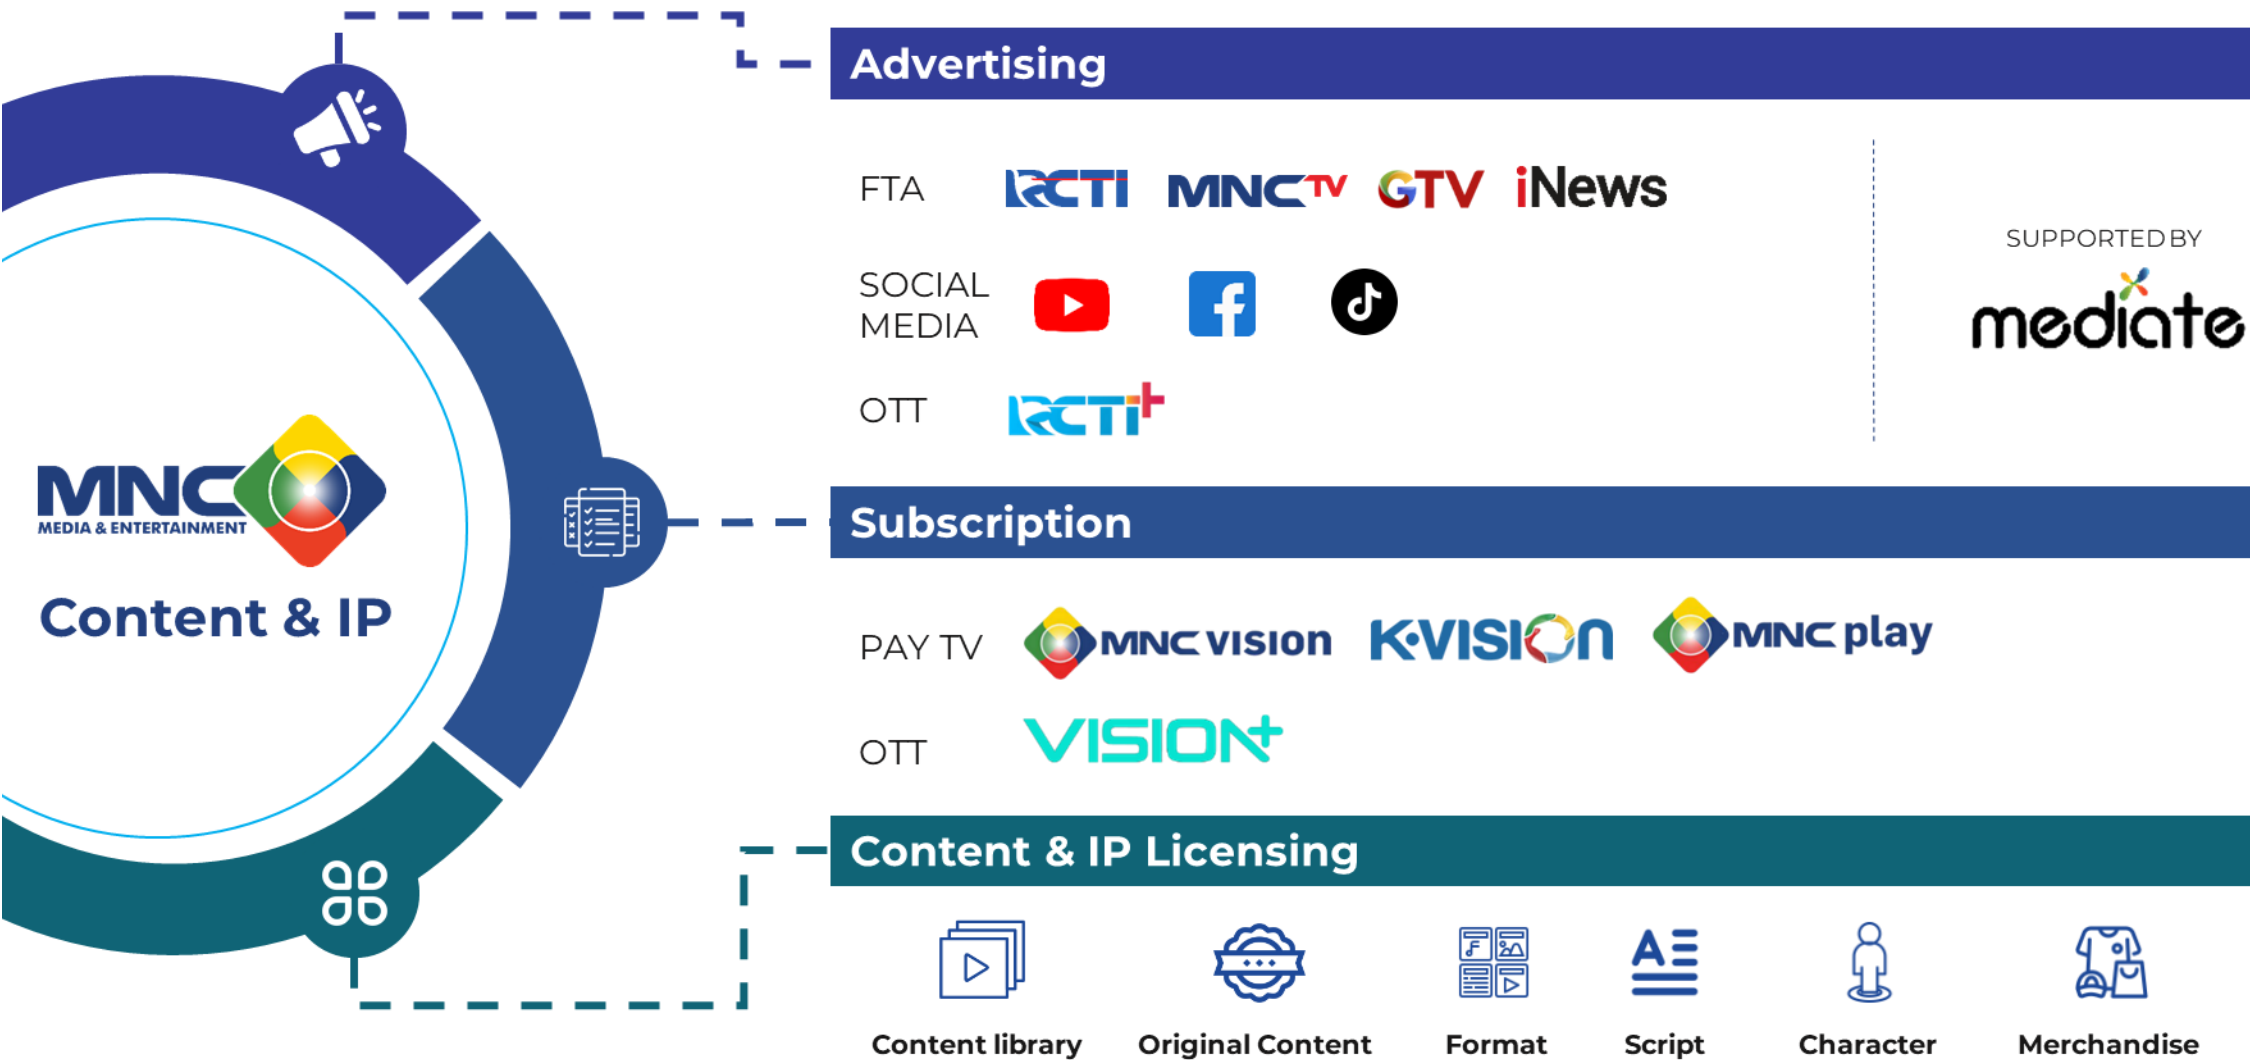 Advertising
FTA RCTI MNCTV GTV iNews
SUPPORTED BY
mediate
SOCIAL
MEDIA
OTT RCTI+
MNC
MEDIA & ENTERTAINMENT
Content & IP
Subscription
PAY TV MNC VISION K-VISION MNC play
OTT VISION+
Content & IP Licensing
Content library Original Content Format Script Character Merchandise